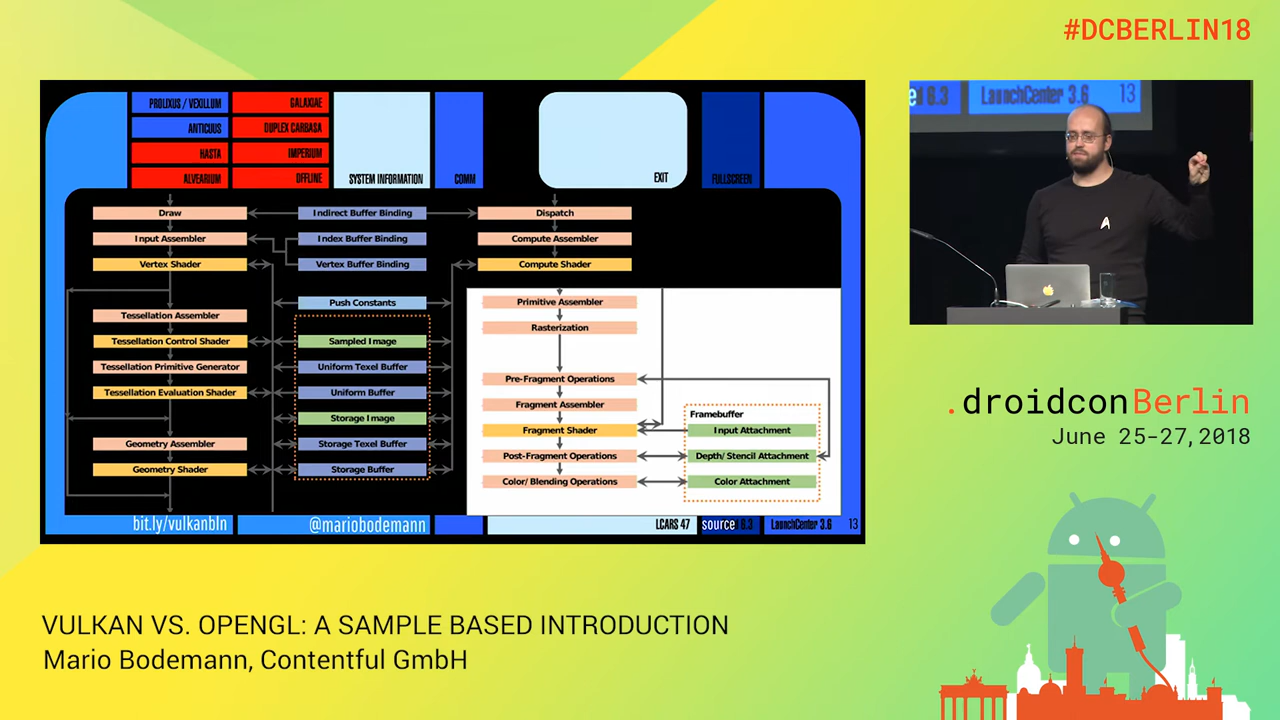 #DCBERLIN18
PROLIXUS / VEXILLUM
GALAXIAE
ANTICUUS
DUPLEX CARBASA
HASTA
IMPERIUM
ALVEARIUM
OFFLINE
SYSTEM INFORMATION
COMM
EXIT
FULLSCREEN
Draw
Indirect Buffer Binding
Dispatch
Input Assembler
Index Buffer Binding
Compute Assembler
Vertex Shader
Vertex Buffer Binding
Compute Shader
Push Constants
Primitive Assembler
Tessellation Assembler
Rasterization
Tessellation Control Shader
Sampled Image
Tessellation Primitive Generator
Uniform Texel Buffer
Pre-Fragment Operations
Tessellation Evaluation Shader
Uniform Buffer
Fragment Assembler
Storage Image
Framebuffer
Fragment Shader
Input Attachment
Geometry Assembler
Storage Texel Buffer
Post-Fragment Operations
Depth/Stencil Attachment
Geometry Shader
Storage Buffer
Color/Blending Operations
Color Attachment
bit.ly/vulkanbln
@mariobodemann
LCARS 47
source 6.3
LaunchCenter 3.6
13
e 6.3
LaunchCenter 3.6
13
.droidconBerlin
June 25-27,2018
VULKAN VS. OPENGL: A SAMPLE BASED INTRODUCTION
Mario Bodemann, Contentful GmbH